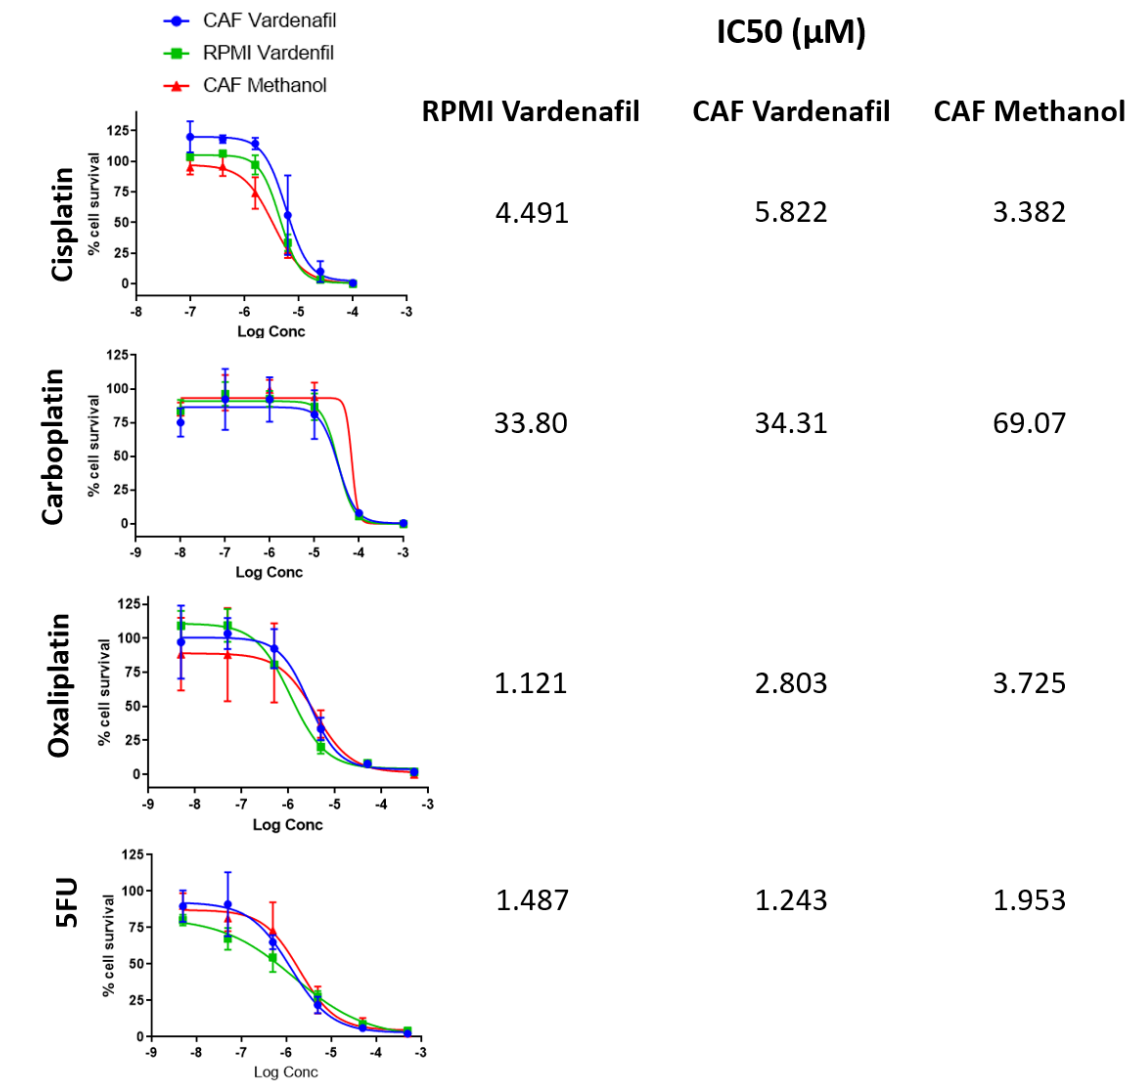 CAF Vardenafil
RPMI Vardenfil
CAF Methanol
IC50 (µM)
RPMI Vardenafil CAF Vardenafil CAF Methanol
Cisplatin
% cell survival
125
100
75
50
25
0
-8 -7 -6 -5 -4 -3
Log Conc
4.491 5.822 3.382
Carboplatin
% cell survival
125
100
75
50
25
0
-9 -8 -7 -6 -5 -4 -3
Log Conc
33.80 34.31 69.07
Oxaliplatin
% cell survival
125
100
75
50
25
0
-9 -8 -7 -6 -5 -4 -3
Log Conc
1.121 2.803 3.725
5FU
% cell survival
125
100
75
50
25
0
-9 -8 -7 -6 -5 -4 -3
Log Conc
1.487 1.243 1.953